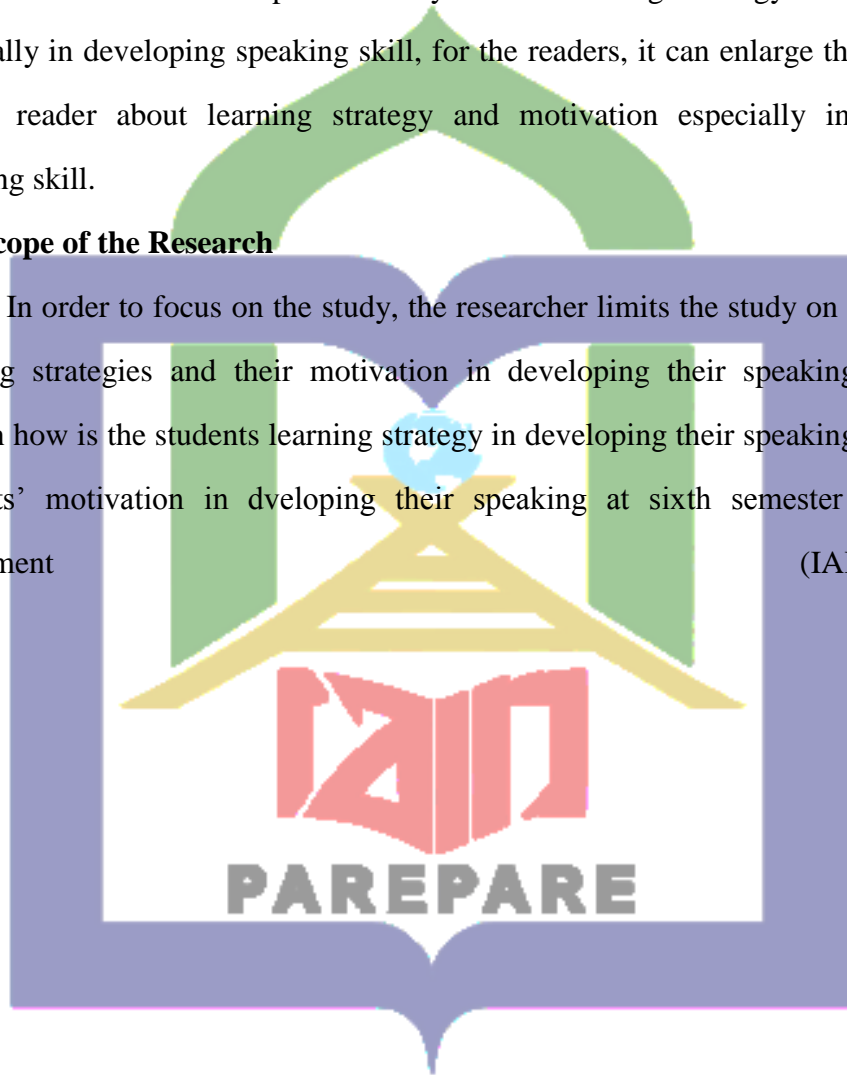 ally in developing speaking skill, for the readers, it can enlarge th
reader about learning strategy and motivation especially in
ng skill.
cope of the Research
In order to focus on the study, the researcher limits the study on
g strategies and their motivation in developing their speaking
n how is the students learning strategy in developing their speaking
ts' motivation in dveloping their speaking at sixth semester
ment (IAI
iain
PAREPARE